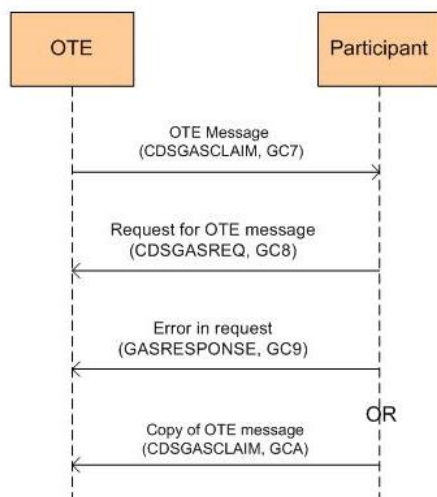 OTE
Participant
OTE Message
(CDSGASCLAIM, GC7)
Request for OTE message
(CDSGASREQ, GC8)
Error in request
(GASRESPONSE, GC9)
OR
Copy of OTE message
(CDSGASCLAIM, GCA)